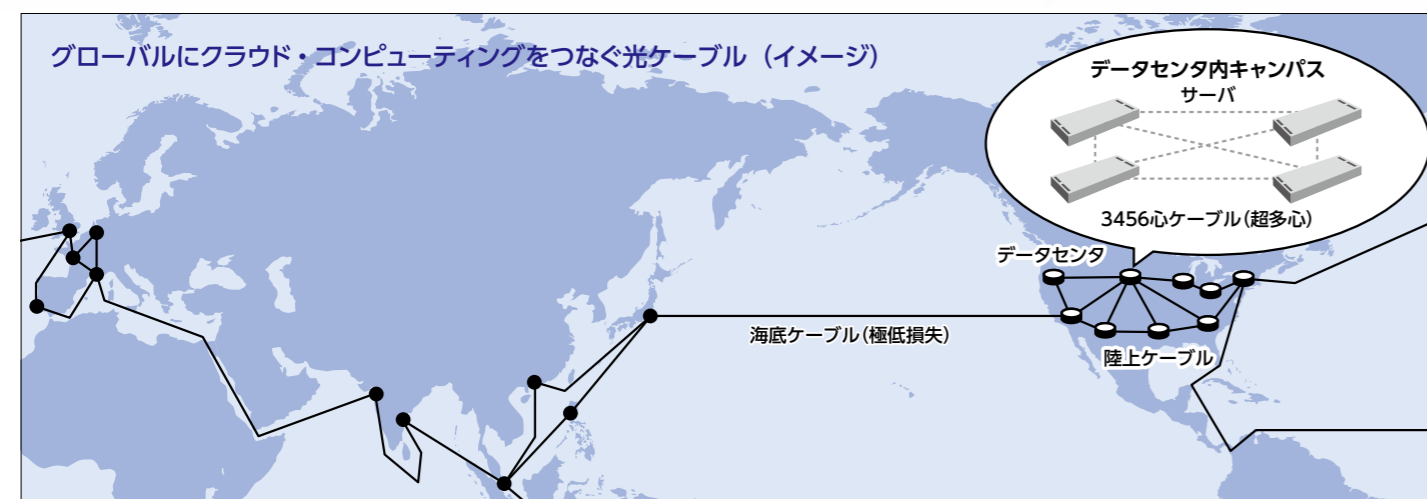 グローバルにクラウド・コンピューティングをつなぐ光ケーブル（イメージ）
データセンタ内キャンパス
サーバ
3456心ケーブル（超多心）
データセンタ
海底ケーブル（極低損失）
陸上ケーブル